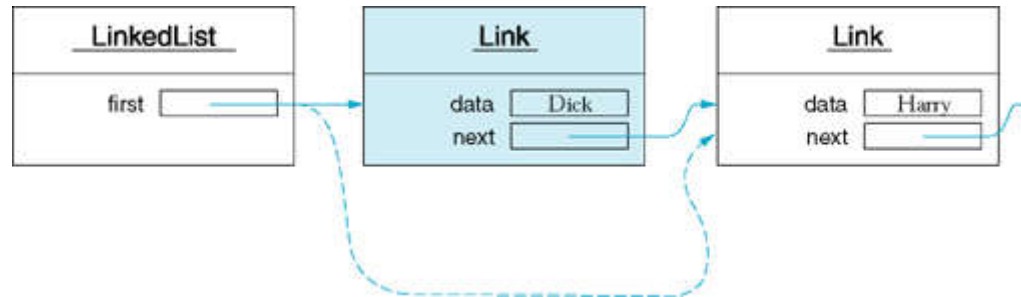 LinkedList
first
Link
data Dick
next
Link
data Harry
next